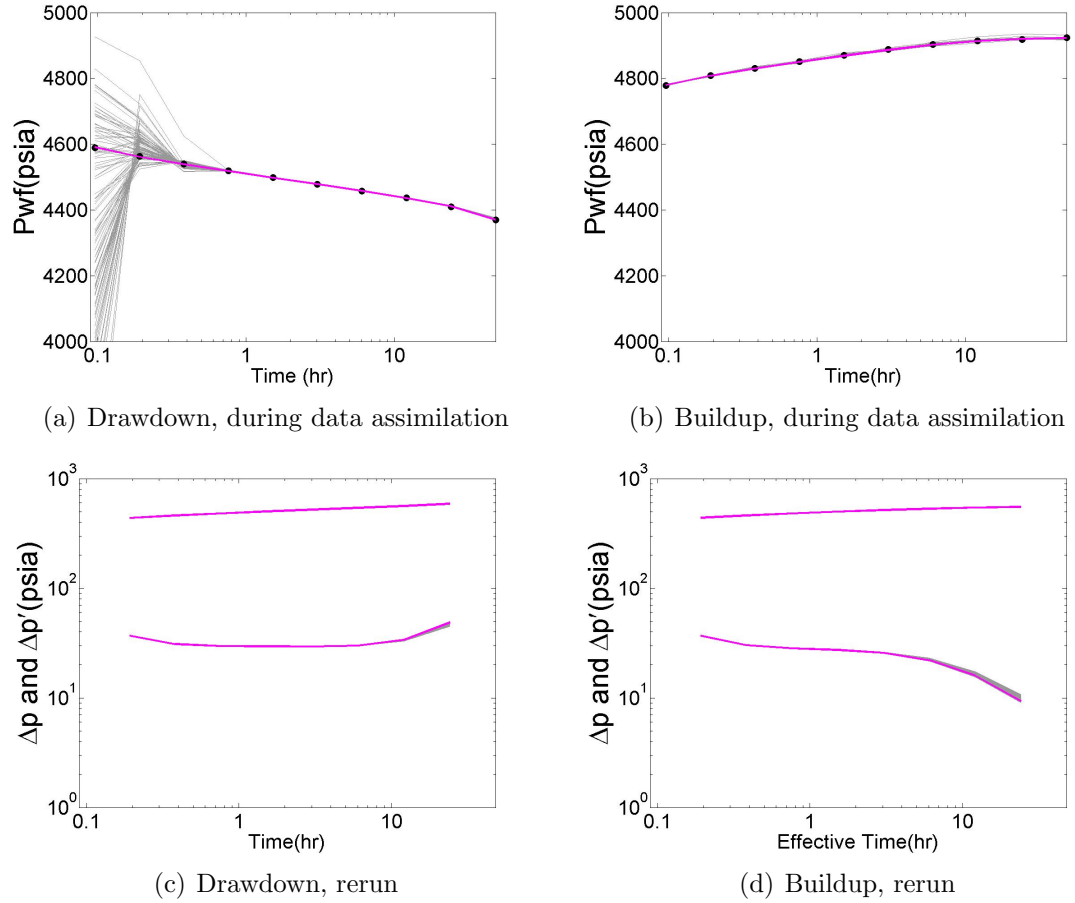 5000
4800
4600
4400
4200
4000
Pwf(psia)
0.1 1 10
Time (hr)
(a) Drawdown, during data assimilation
5000
4800
4600
4400
4200
4000
Pwf(psia)
0.1 1 10
Time(hr)
(b) Buildup, during data assimilation
10³
10²
10¹
10⁰
Δp and Δp′(psia)
0.1 1 10
Time(hr)
(c) Drawdown, rerun
10³
10²
10¹
10⁰
Δp and Δp′(psia)
0.1 1 10
Effective Time(hr)
(d) Buildup, rerun